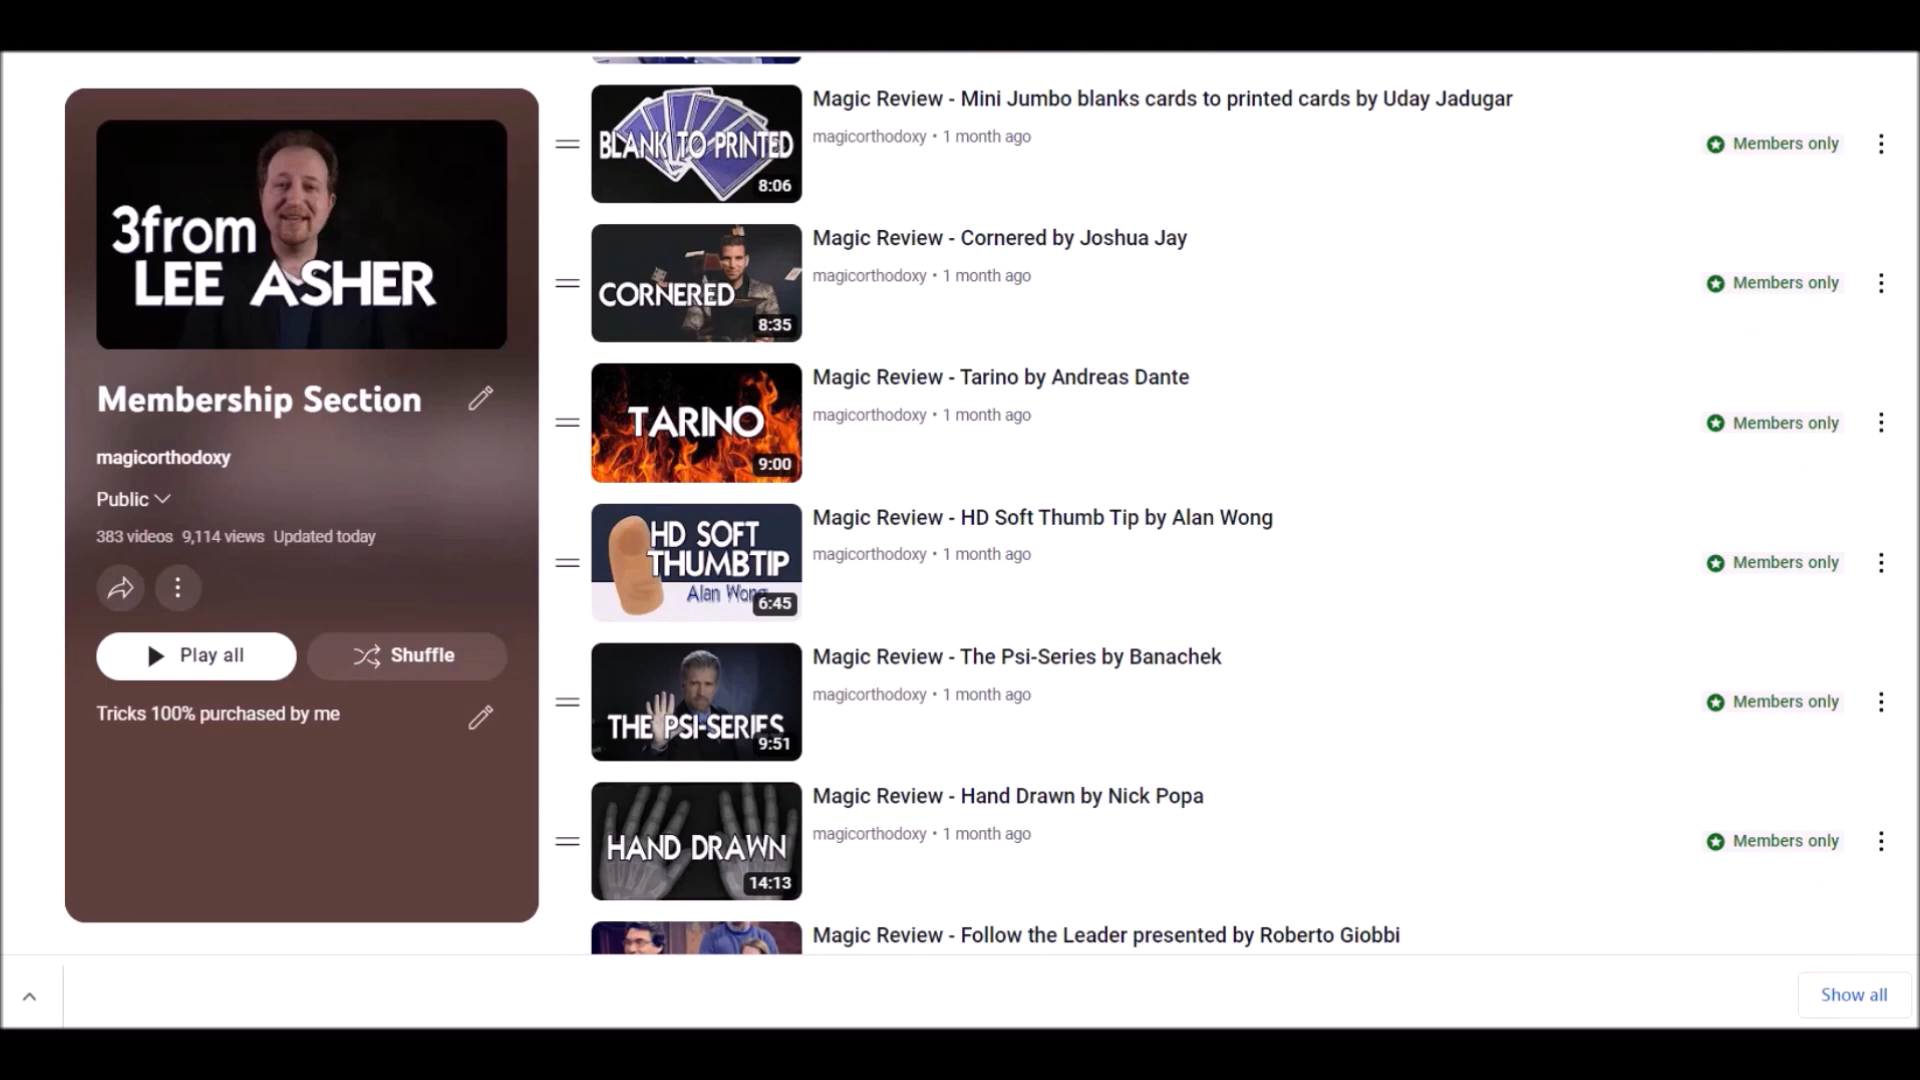 3from
LEE ASHER
Membership Section
magicorthodoxy
Public
383 videos 9,114 views Updated today
Play all
Shuffle
Tricks 100% purchased by me
BLANK TO PRINTED
8:06
Magic Review - Mini Jumbo blanks cards to printed cards by Uday Jadugar
magicorthodoxy • 1 month ago
Members only
CORNERED
8:35
Magic Review - Cornered by Joshua Jay
magicorthodoxy • 1 month ago
Members only
TARINO
9:00
Magic Review - Tarino by Andreas Dante
magicorthodoxy • 1 month ago
Members only
HD SOFT
THUMBTIP
Alan Wong
6:45
Magic Review - HD Soft Thumb Tip by Alan Wong
magicorthodoxy • 1 month ago
Members only
THE PSI-SERIES
9:51
Magic Review - The Psi-Series by Banachek
magicorthodoxy • 1 month ago
Members only
HAND DRAWN
14:13
Magic Review - Hand Drawn by Nick Popa
magicorthodoxy • 1 month ago
Members only
Magic Review - Follow the Leader presented by Roberto Giobbi
Show all